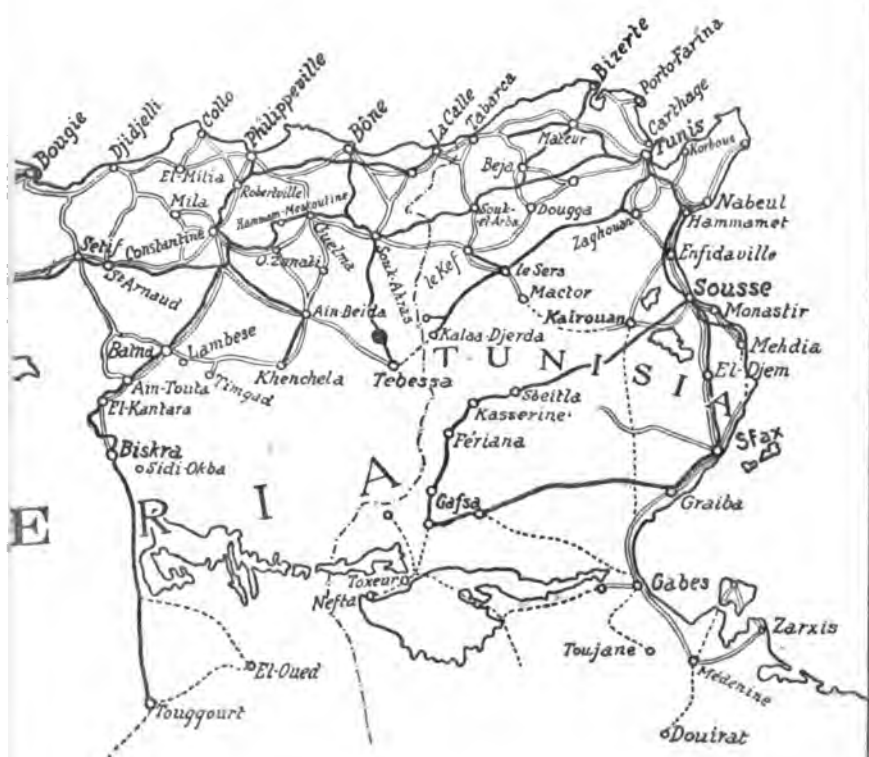 Bizerte
Porto-Farina
Philippeville
Collo
Djidjelli
Bougie
Bône
La Calle
Tabarca
Carthage
Tunis
Korbous
Mateur
Beja
El-Milia
Robertville
Mila
Hammam-Meskoutine
Constantine
Guelma
Souk-el-Arba
Dougga
Zaghouan
Nabeul
Hammamet
Setif
St Arnaud
O. Zenati
Souk-Ahras
le Kef
le Sers
Enfidaville
Mactor
Sousse
Kairouan
Monastir
Ain-Beida
Kalaa-Djerda
Mehdia
Batna
Lambese
Timgad
Khenchela
Tebessa
TUNISIA
El-Djem
Ain-Touta
El-Kantara
Sbeitla
Kasserine
Fériana
Sfax
Biskra
Sidi-Okba
ERIA
Gafsa
Graiba
Toxeur
Nefta
Gabes
Zarxis
Toujane
El-Oued
Médenine
Touggourt
Douirat